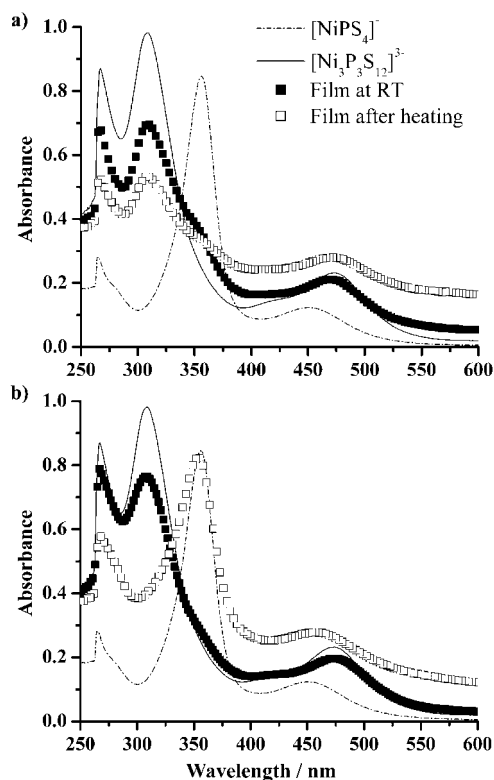 a)
[NiPS₄]⁻
[Ni₃P₃S₁₂]³⁻
Film at RT
Film after heating
Absorbance
1.0
0.8
0.6
0.4
0.2
0.0
250 300 350 400 450 500 550 600
b)
Absorbance
1.0
0.8
0.6
0.4
0.2
0.0
250 300 350 400 450 500 550 600
Wavelength / nm